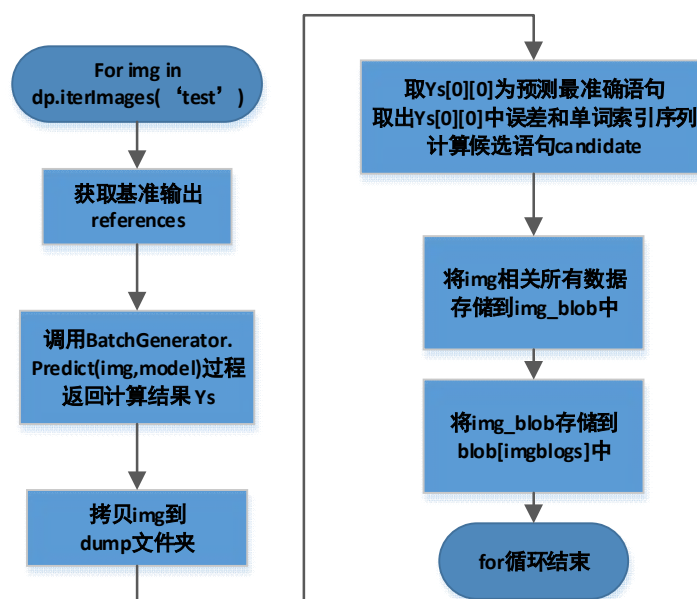 For img in
dp.iterImages( ‘test’ )
获取基准输出
references
调用BatchGenerator.
Predict(img,model)过程
返回计算结果 Ys
拷贝img到
dump文件夹
取Ys[0][0]为预测最准确语句
取出Ys[0][0]中误差和单词索引序列
计算候选语句candidate
将img相关所有数据
存储到img_blob中
将img_blob存储到
blob[imgblogs]中
for循环结束